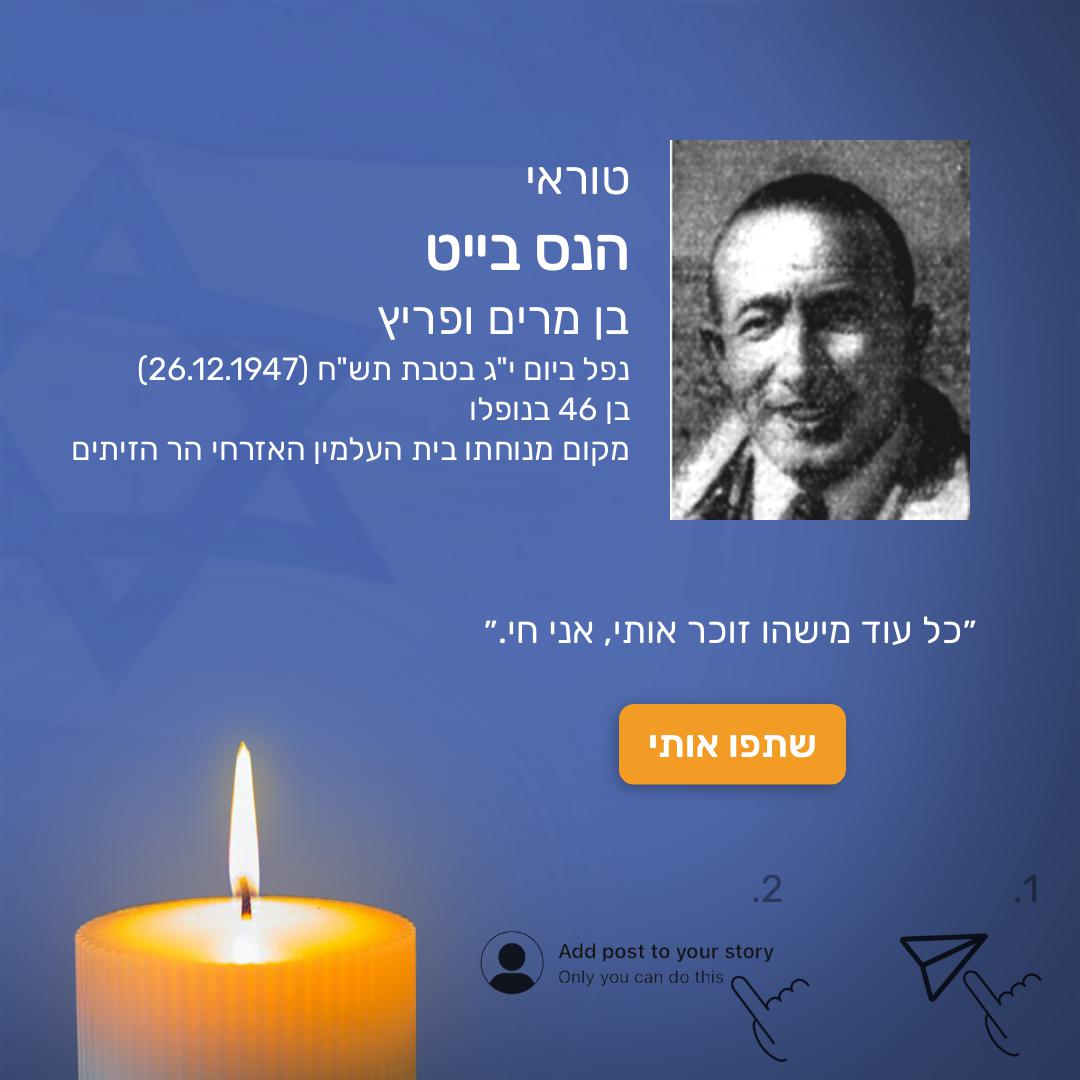 טוראי
הנס בייט
בן מרים ופריץ
נפל ביום י"ג בטבת תש"ח (26.12.1947)
בן 46 בנופלו
מקום מנוחתו בית העלמין האזרחי הר הזיתים
״כל עוד מישהו זוכר אותי, אני חי.״
שתפו אותי
1.
2.
Add post to your story
Only you can do this